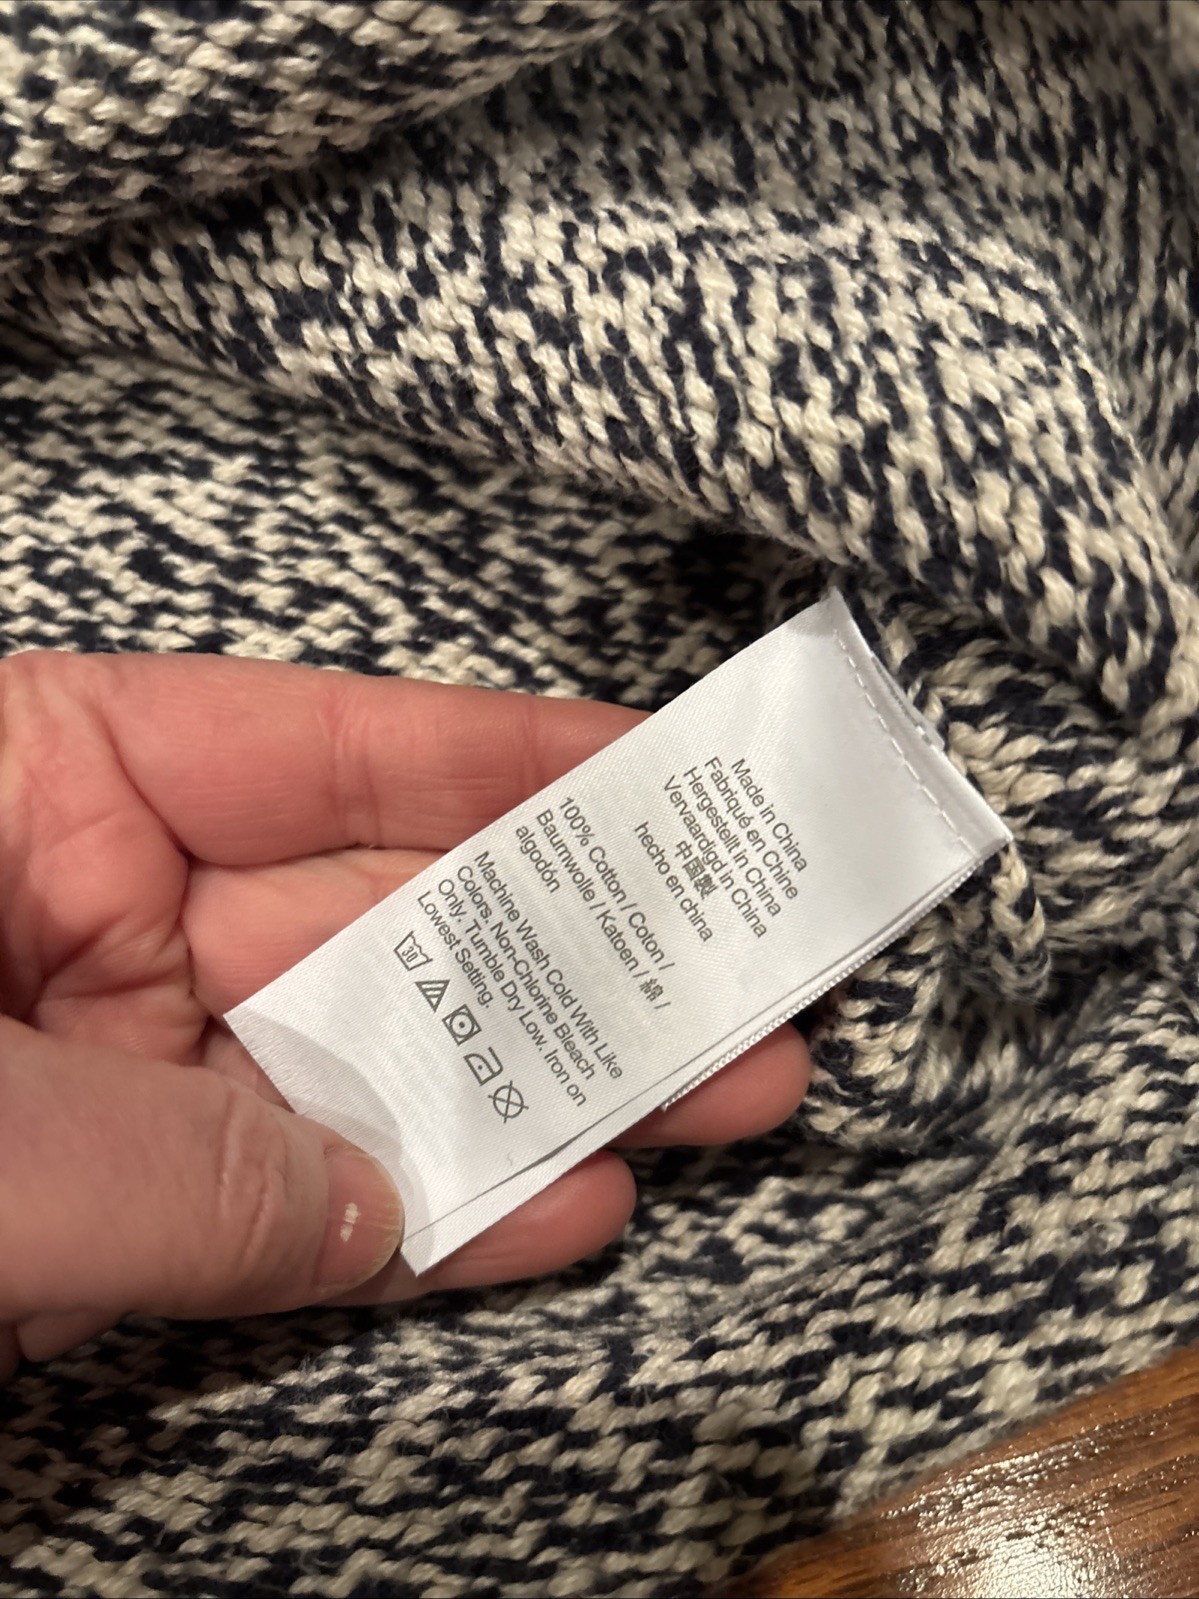 Made in China
Fabriqué en Chine
Hergestellt in China
Vervaardigd in China
中国製
hecho en china
100% Cotton / Coton /
Baumwolle / Katoen / 綿 /
algodón
Machine Wash Cold With Like
Colors. Non-Chlorine Bleach
Only. Tumble Dry Low. Iron on
Lowest Setting.
30